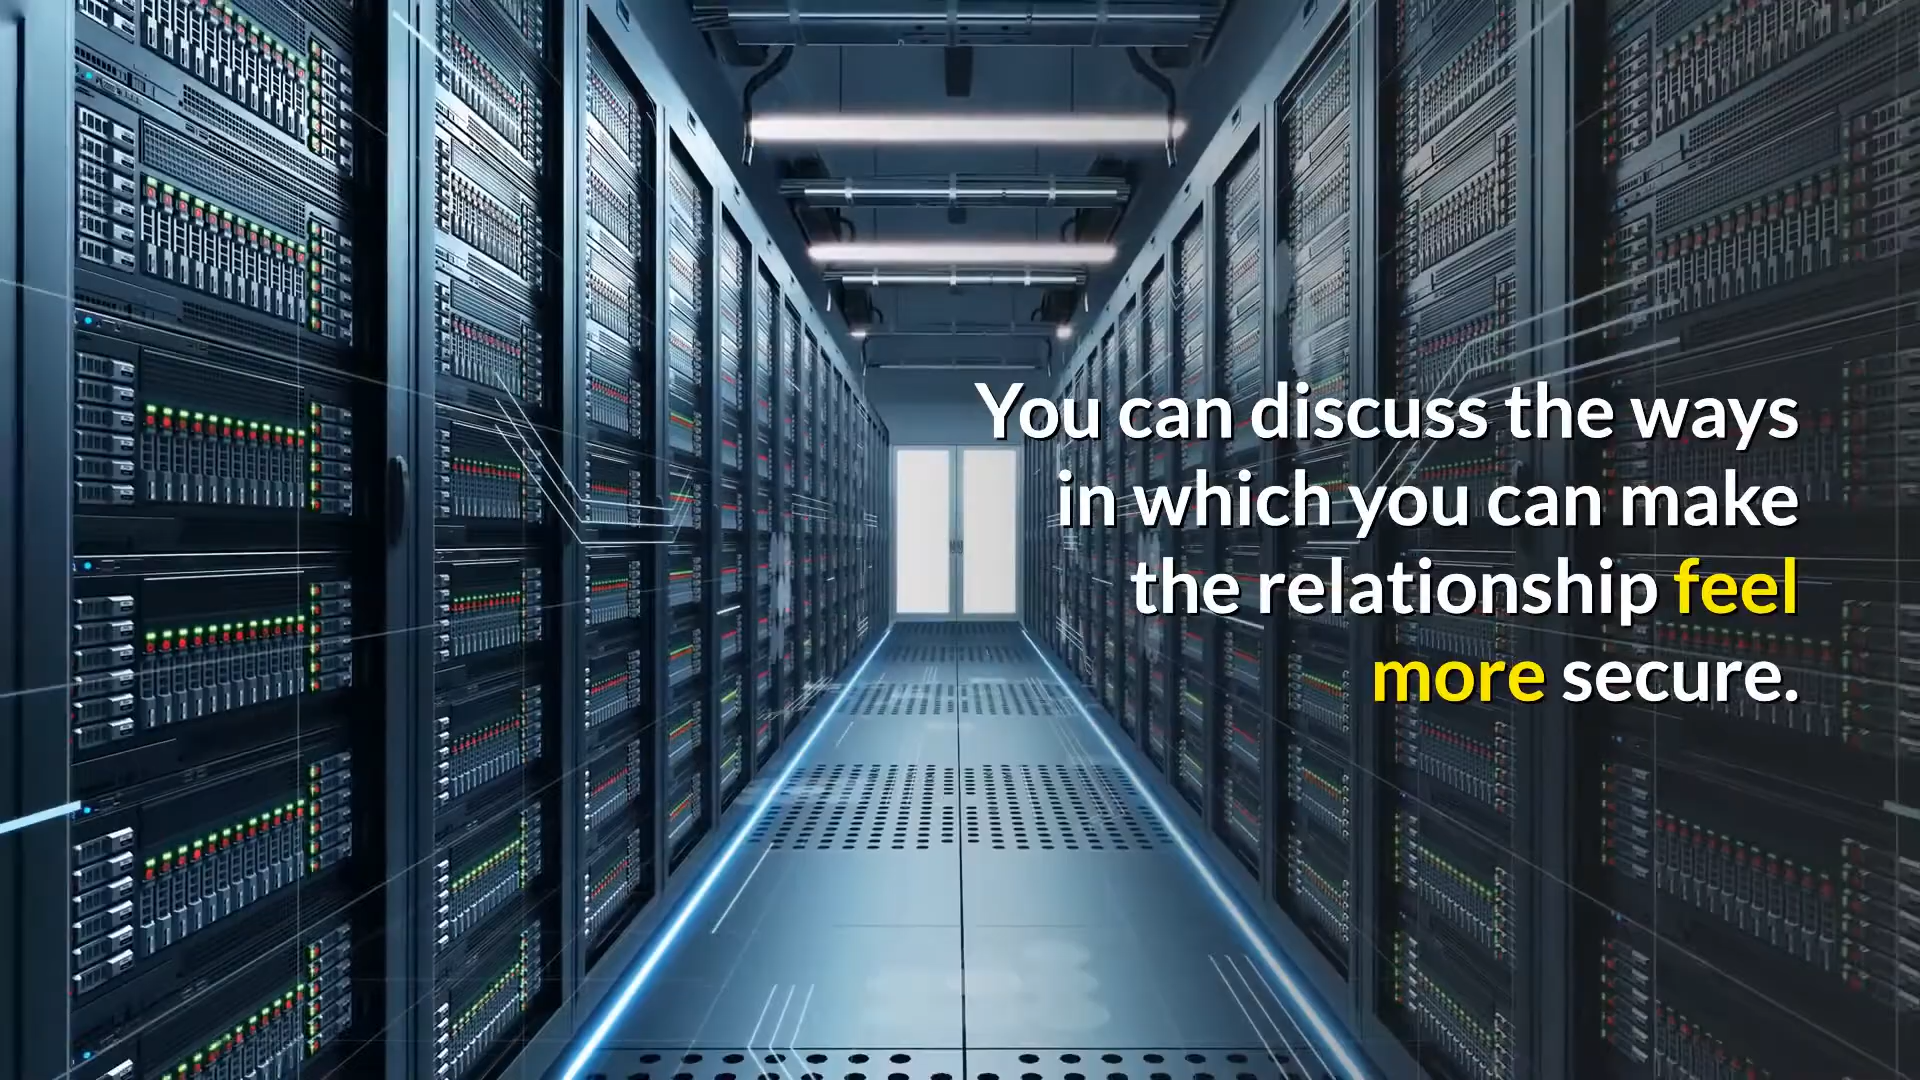 You can discuss the ways
in which you can make
the relationship feel
more secure.